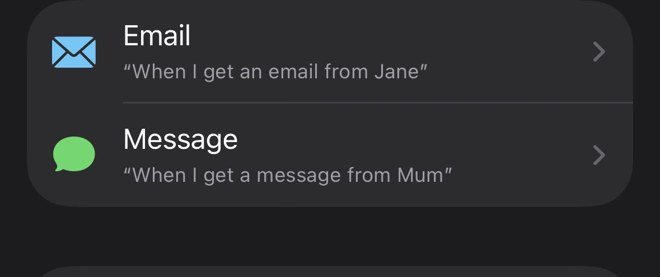 Email
“When I get an email from Jane”
Message
“When I get a message from Mum”